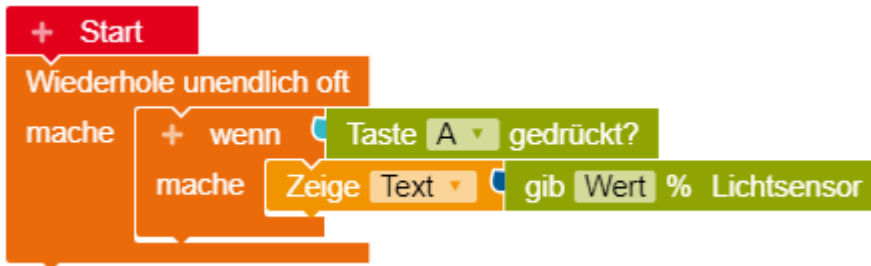 + Start
Wiederhole unendlich oft
mache + wenn Taste A gedrückt?
mache Zeige Text gib Wert % Lichtsensor